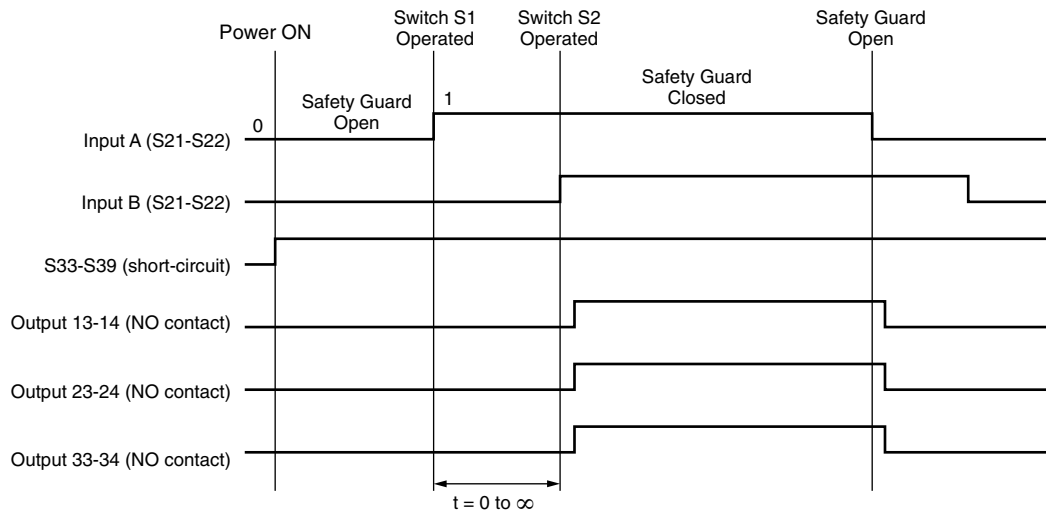 Power ON
Switch S1
Operated
Switch S2
Operated
Safety Guard
Open
0
Safety Guard
Open
1
Safety Guard
Closed
Input A (S21-S22)
Input B (S21-S22)
S33-S39 (short-circuit)
Output 13-14 (NO contact)
Output 23-24 (NO contact)
Output 33-34 (NO contact)
t = 0 to ∞